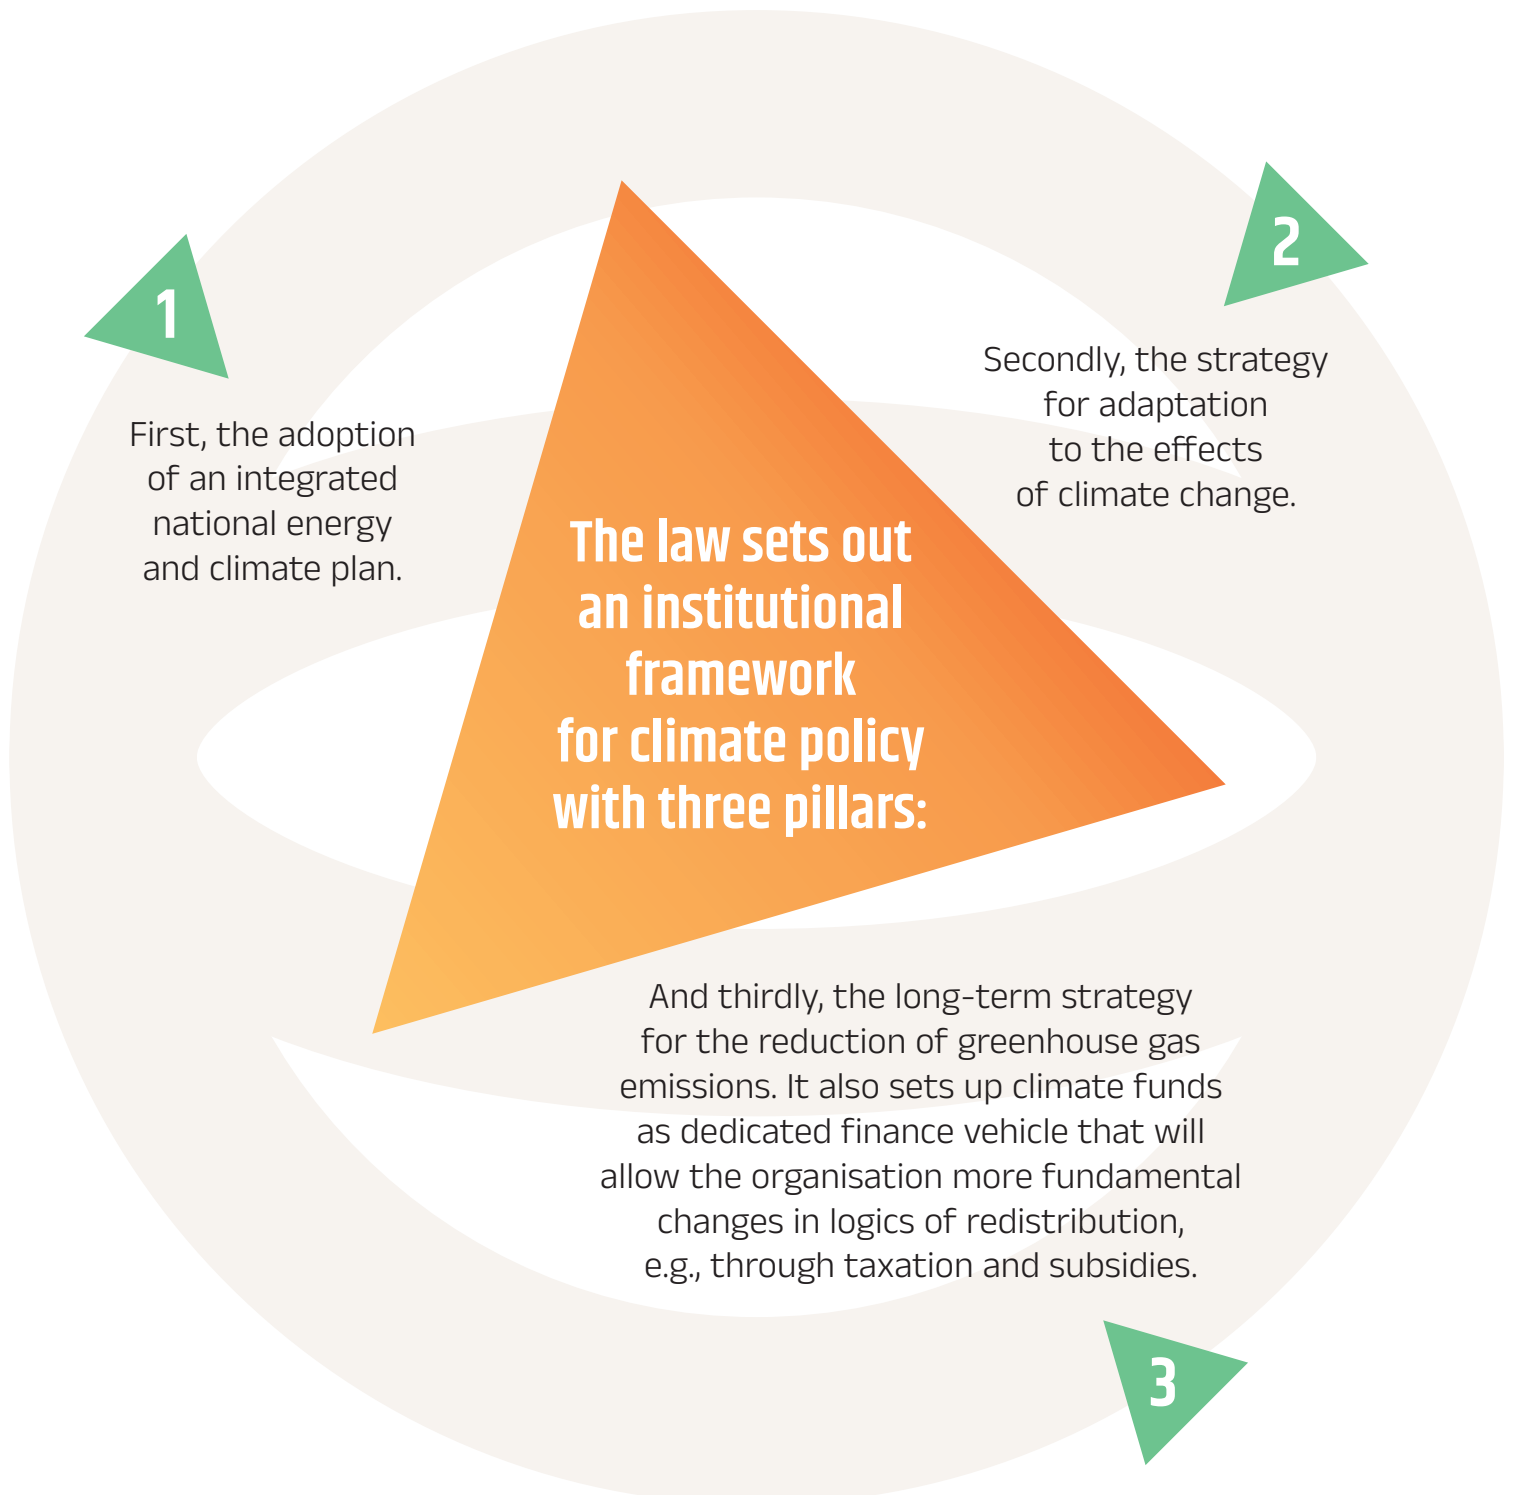 The law sets out
an institutional
framework
for climate policy
with three pillars:
1
First, the adoption
of an integrated
national energy
and climate plan.
2
Secondly, the strategy
for adaptation
to the effects
of climate change.
And thirdly, the long-term strategy
for the reduction of greenhouse gas
emissions. It also sets up climate funds
as dedicated finance vehicle that will
allow the organisation more fundamental
changes in logics of redistribution,
e.g., through taxation and subsidies.
3